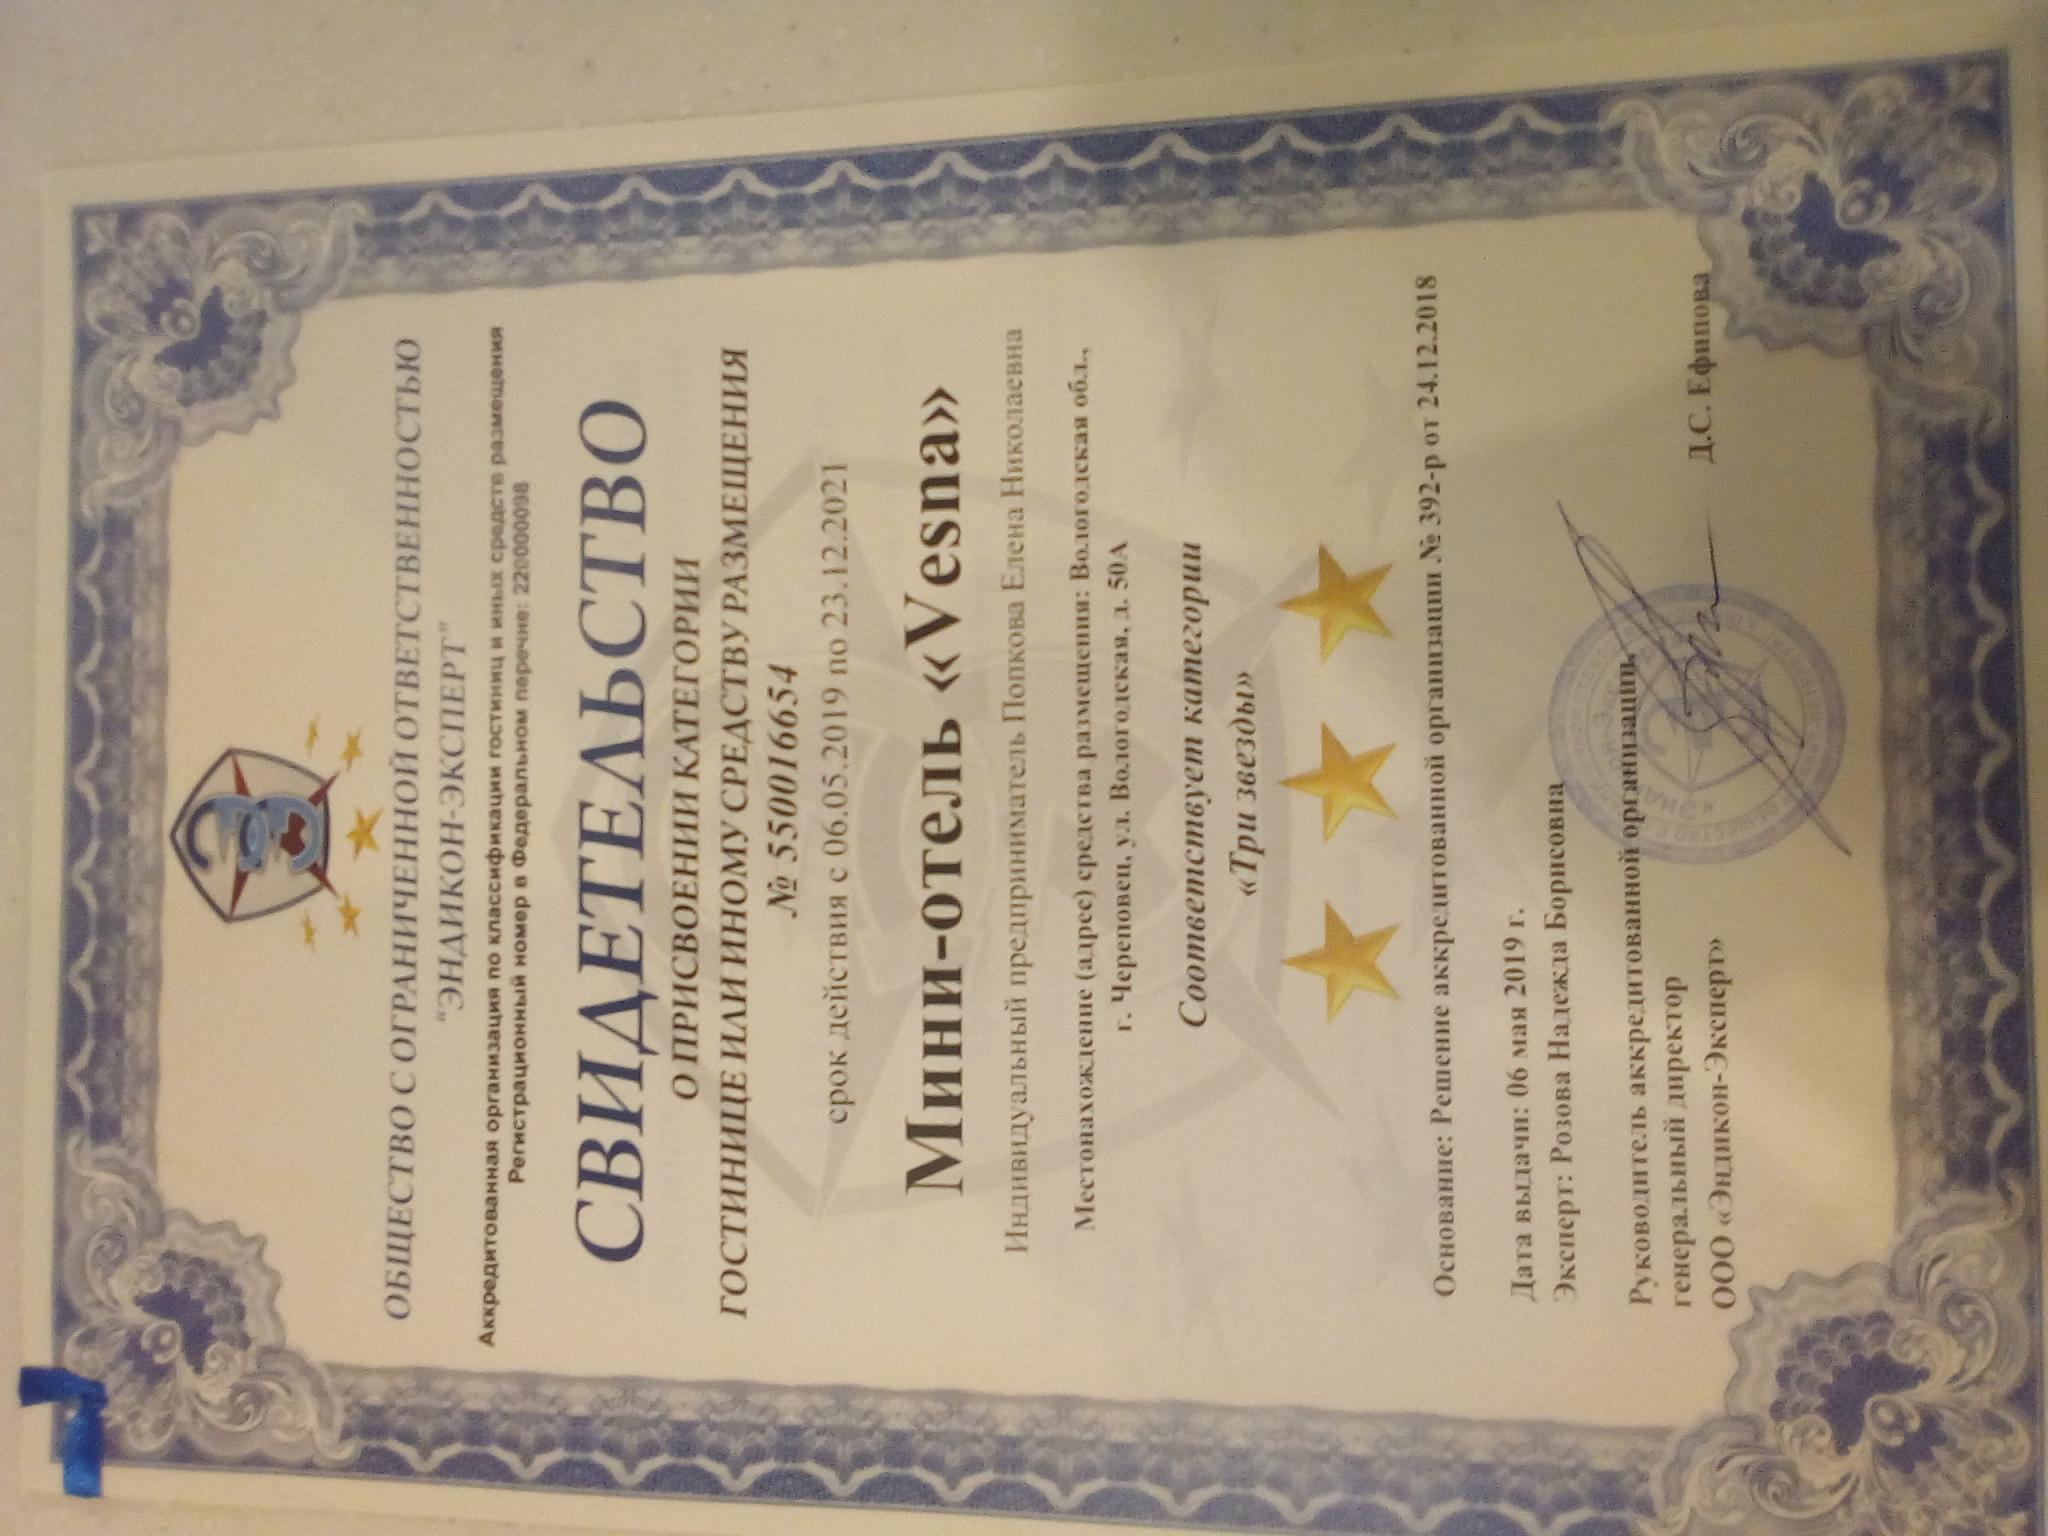 ОБЩЕСТВО С ОГРАНИЧЕННОЙ ОТВЕТСТВЕННОСТЬЮ
"ЭНДИКОН-ЭКСПЕРТ"
Аккредитованная организация по классификации гостиниц и иных средств размещения
Регистрационный номер в Федеральном перечне: 220000098
СВИДЕТЕЛЬСТВО
О ПРИСВОЕНИИ КАТЕГОРИИ
ГОСТИНИЦЕ ИЛИ ИНОМУ СРЕДСТВУ РАЗМЕЩЕНИЯ
№ 550016654
срок действия с 06.05.2019 по 23.12.2021
Мини-отель «Vesna»
Индивидуальный предприниматель Попкова Елена Николаевна
Местонахождение (адрес) средства размещения: Вологодская обл.,
г. Череповец, ул. Вологодская, д. 50А
Соответствует категории
«Три звезды»
Основание: Решение аккредитованной организации № 392-р от 24.12.2018
Дата выдачи: 06 мая 2019 г.
Эксперт: Розова Надежда Борисовна
Руководитель аккредитованной организации,
генеральный директор
ООО «Эндикон-Эксперт» Д.С. Ефипова